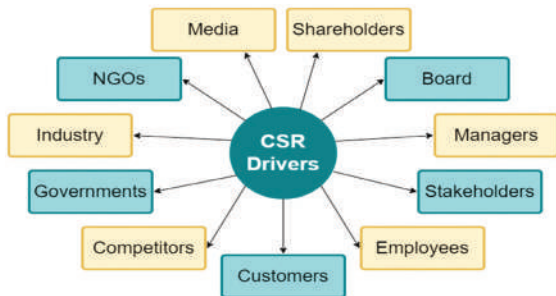 Media
Shareholders
NGOs
Board
Industry
CSR
Drivers
Managers
Governments
Stakeholders
Competitors
Employees
Customers